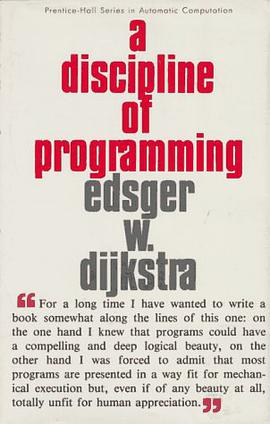 Prentice-Hall Series in Automatic Computation
a
discipline
of
programming
edsger
w.
dijkstra
“For a long time I have wanted to write a
book somewhat along the lines of this one: on
the one hand I knew that programs could have
a compelling and deep logical beauty, on the
other hand I was forced to admit that most
programs are presented in a way fit for mechan-
ical execution but, even if of any beauty at all,
totally unfit for human appreciation.”